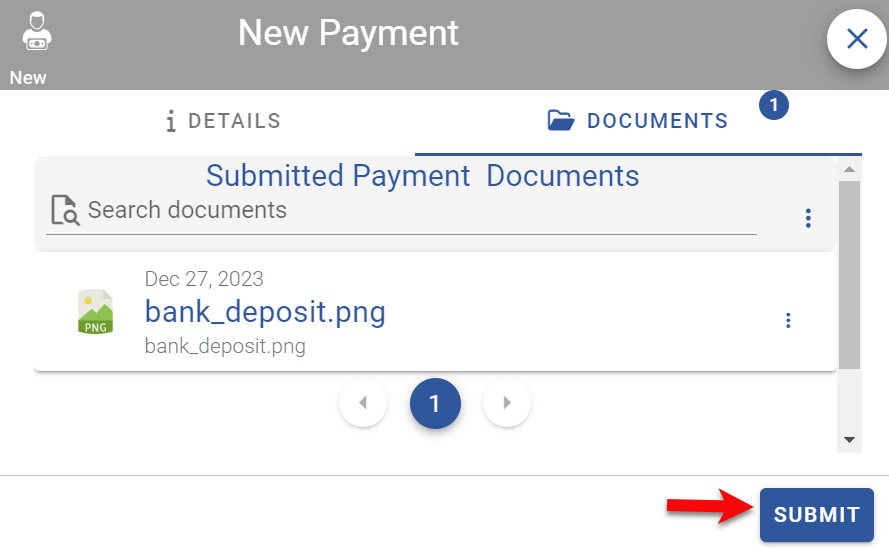 New Payment
New
DETAILS
DOCUMENTS
1
Submitted Payment Documents
Search documents
Dec 27, 2023
bank_deposit.png
PNG
bank_deposit.png
1
SUBMIT